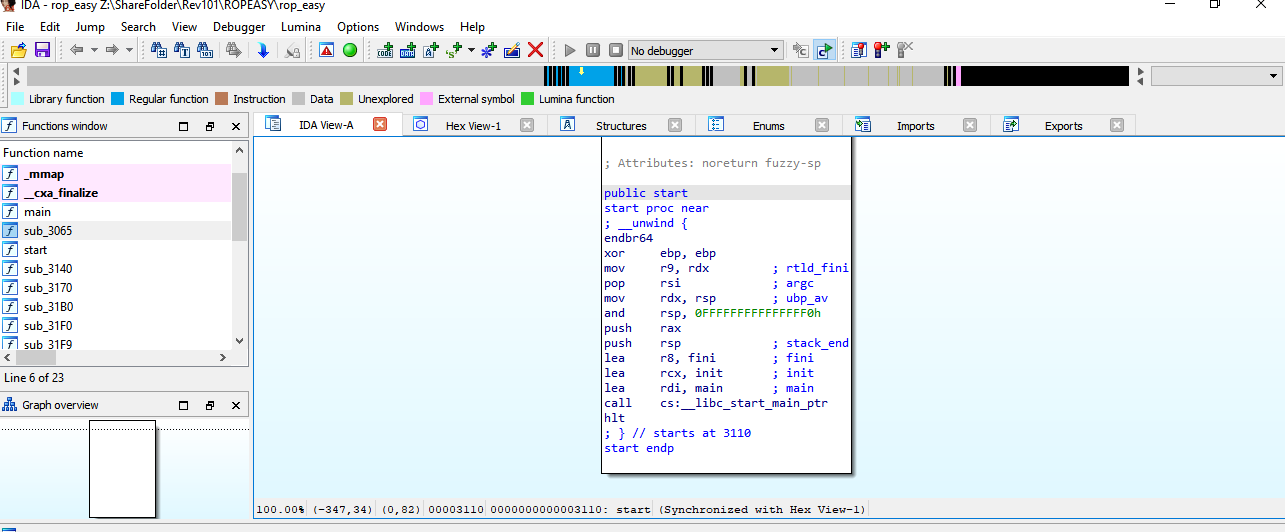 IDA - rop_easy Z:\ShareFolder\Rev101\ROPEASY\rop_easy
File Edit Jump Search View Debugger Lumina Options Windows Help
No debugger
Library function Regular function Instruction Data Unexplored External symbol Lumina function
Functions window
IDA View-A Hex View-1 Structures Enums Imports Exports
Function name
_mmap
__cxa_finalize
main
sub_3065
start
sub_3140
sub_3170
sub_31B0
sub_31F0
sub_31F9
Line 6 of 23
Graph overview
; Attributes: noreturn fuzzy-sp
public start
start proc near
; __unwind {
endbr64
xor ebp, ebp
mov r9, rdx ; rtld_fini
pop rsi ; argc
mov rdx, rsp ; ubp_av
and rsp, 0FFFFFFFFFFFFFFF0h
push rax
push rsp ; stack_end
lea r8, fini ; fini
lea rcx, init ; init
lea rdi, main ; main
call cs:__libc_start_main_ptr
hlt
; } // starts at 3110
start endp
100.00% (-347,34) (0,82) 00003110 0000000000003110: start (Synchronized with Hex View-1)